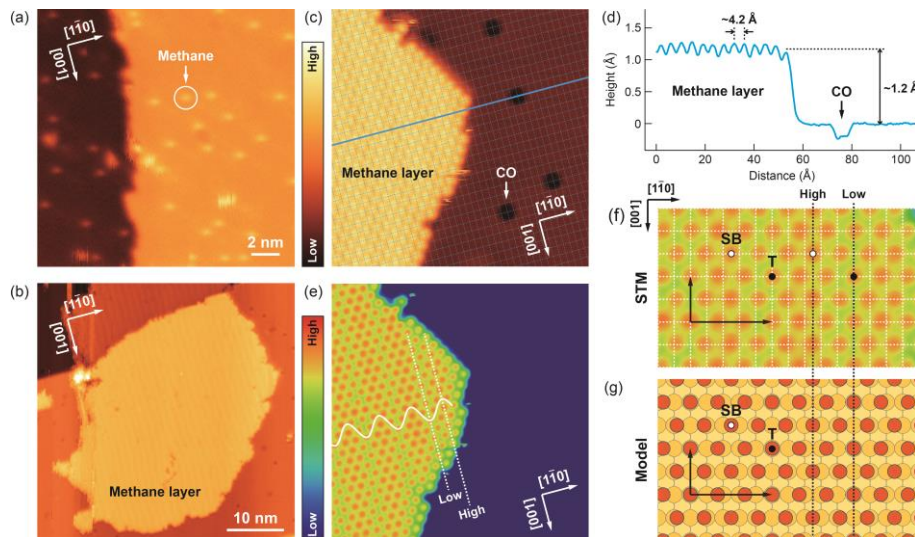 (a)
[11̄0]
[001]
Methane
2 nm
High
Low
(c)
Methane layer
CO
[11̄0]
[001]
(d)
~4.2 Å
1.5
1.0
0.5
0
Height (Å)
Methane layer
CO
~1.2 Å
0 20 40 60 80 100
Distance (Å)
(b)
[11̄0]
[001]
Methane layer
10 nm
High
Low
(e)
Low
High
[11̄0]
[001]
[11̄0]
[001]
High
Low
(f)
STM
SB
T
(g)
Model
SB
T